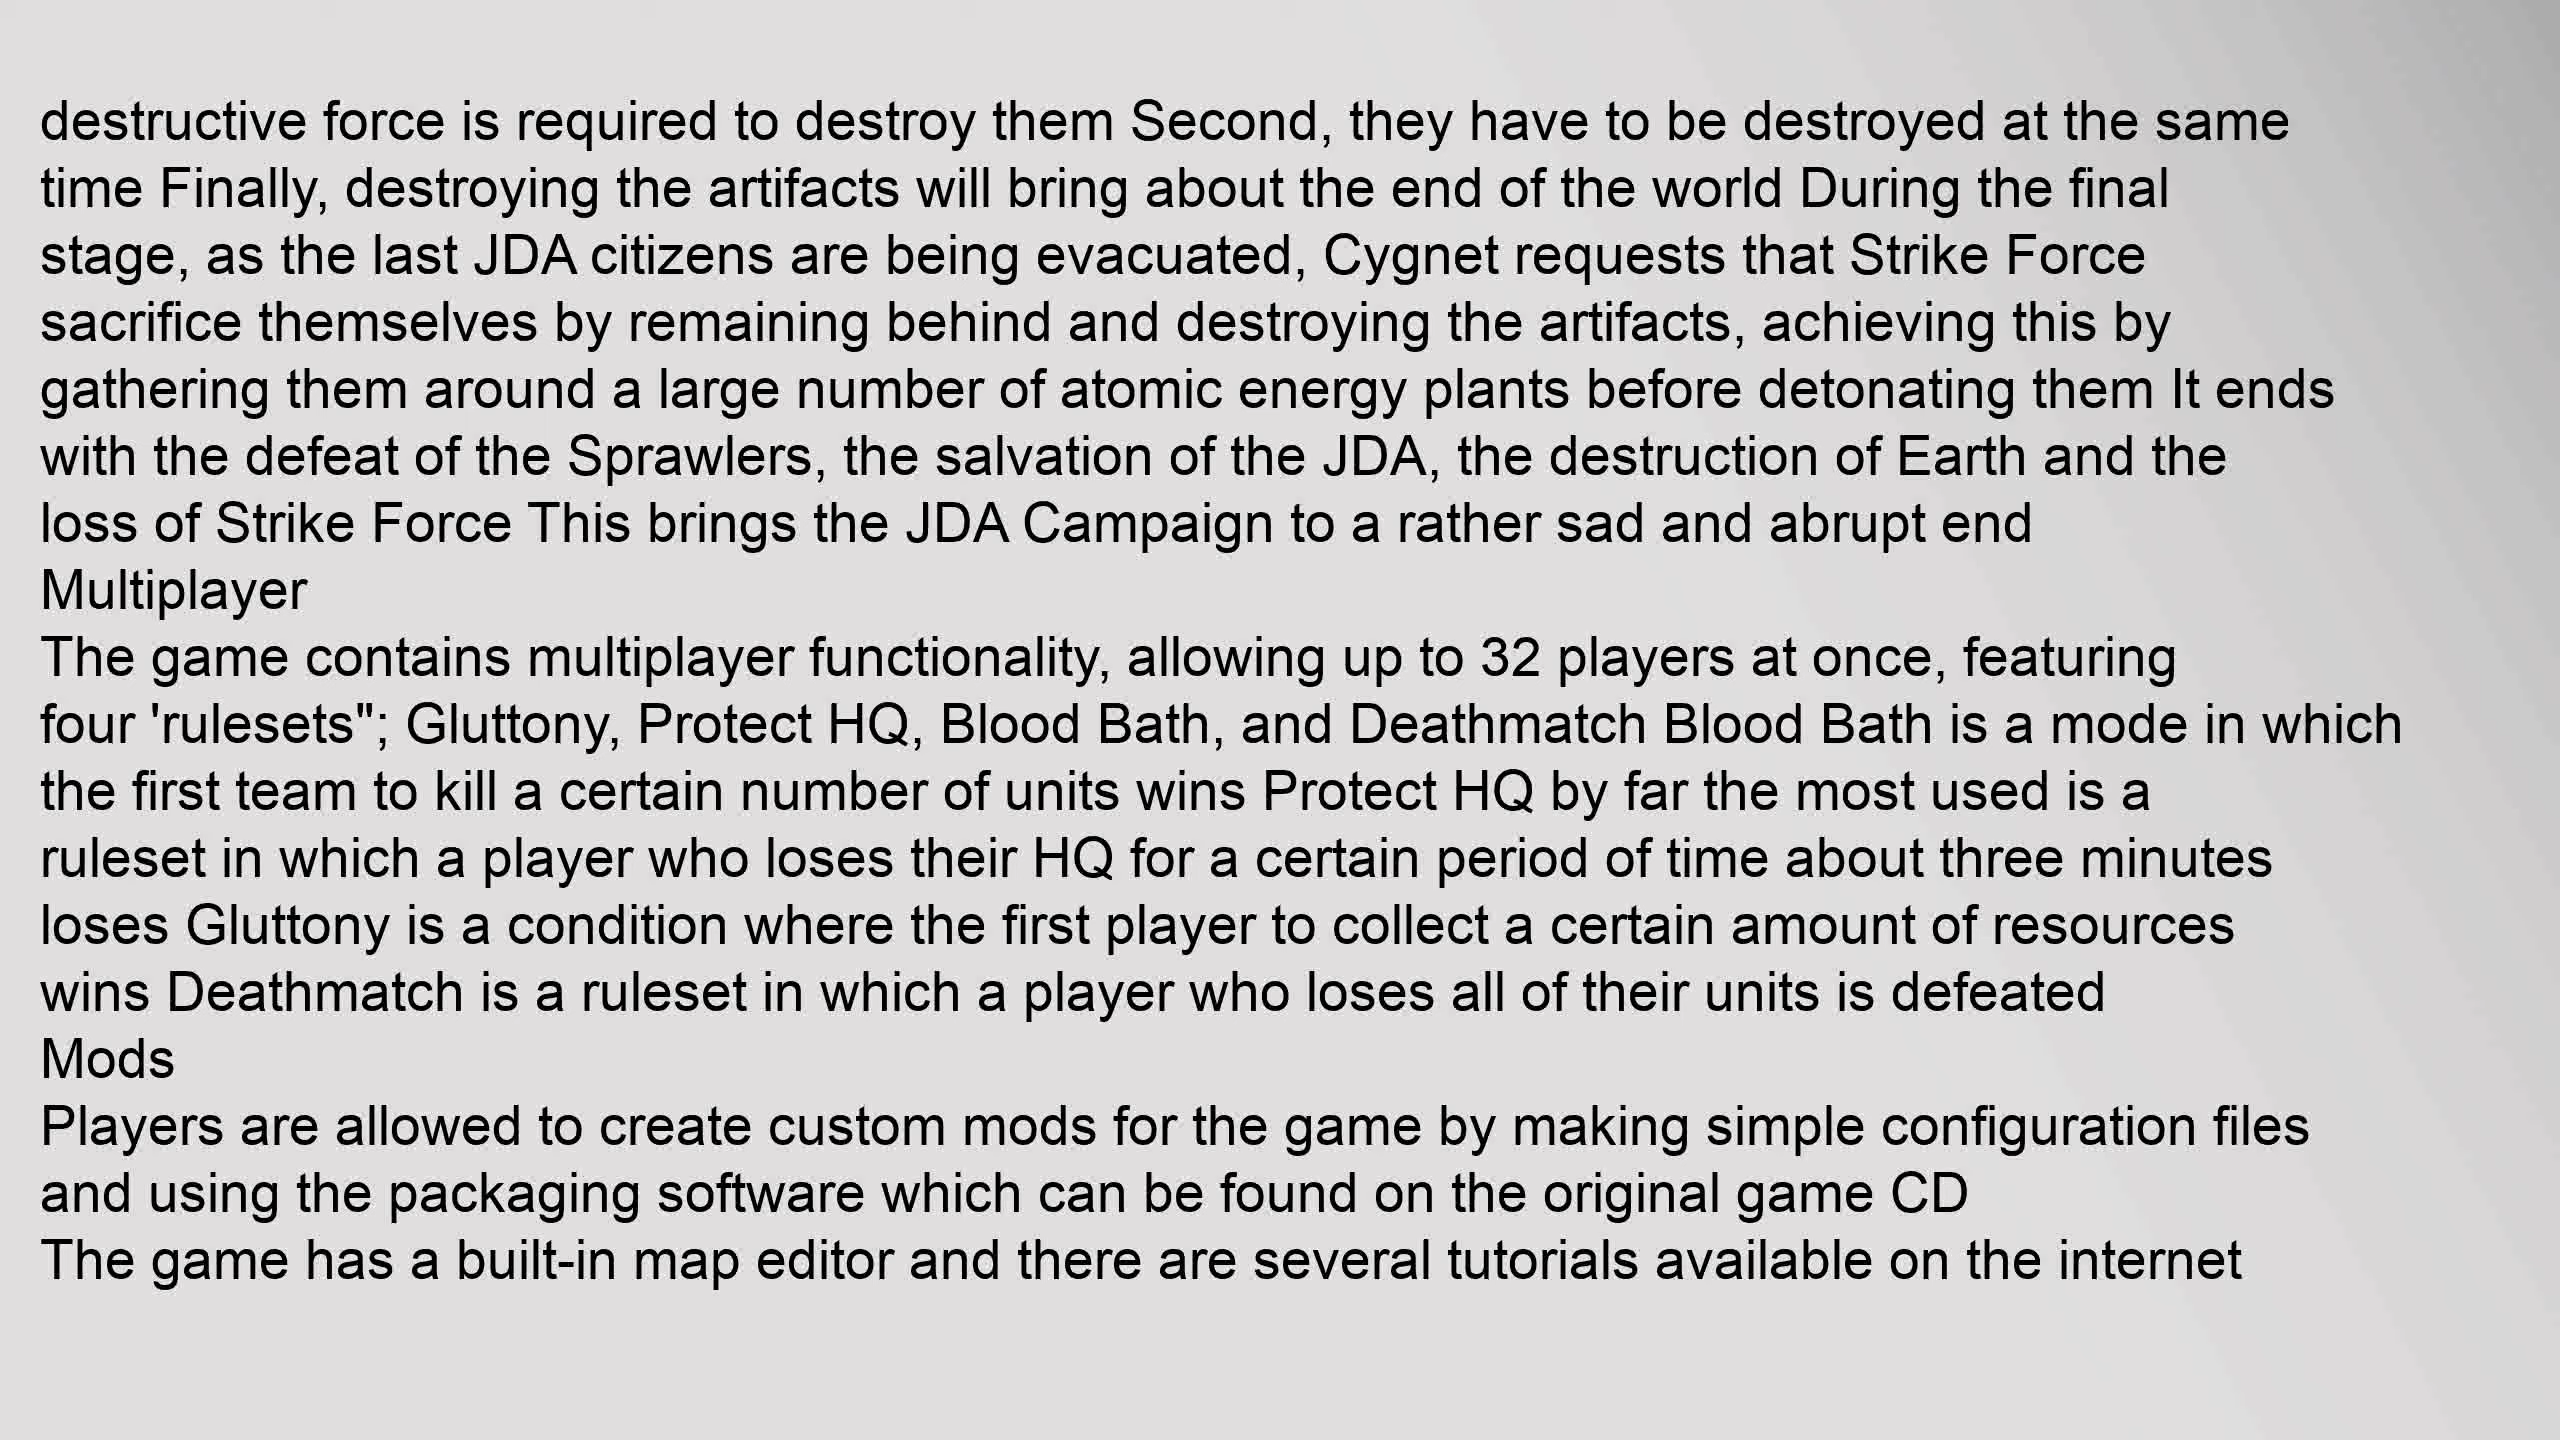 destructive force is required to destroy them Second, they have to be destroyed at the same
time Finally, destroying the artifacts will bring about the end of the world During the final
stage, as the last JDA citizens are being evacuated, Cygnet requests that Strike Force
sacrifice themselves by remaining behind and destroying the artifacts, achieving this by
gathering them around a large number of atomic energy plants before detonating them It ends
with the defeat of the Sprawlers, the salvation of the JDA, the destruction of Earth and the
loss of Strike Force This brings the JDA Campaign to a rather sad and abrupt end
Multiplayer
The game contains multiplayer functionality, allowing up to 32 players at once, featuring
four 'rulesets"; Gluttony, Protect HQ, Blood Bath, and Deathmatch Blood Bath is a mode in which
the first team to kill a certain number of units wins Protect HQ by far the most used is a
ruleset in which a player who loses their HQ for a certain period of time about three minutes
loses Gluttony is a condition where the first player to collect a certain amount of resources
wins Deathmatch is a ruleset in which a player who loses all of their units is defeated
Mods
Players are allowed to create custom mods for the game by making simple configuration files
and using the packaging software which can be found on the original game CD
The game has a built-in map editor and there are several tutorials available on the internet